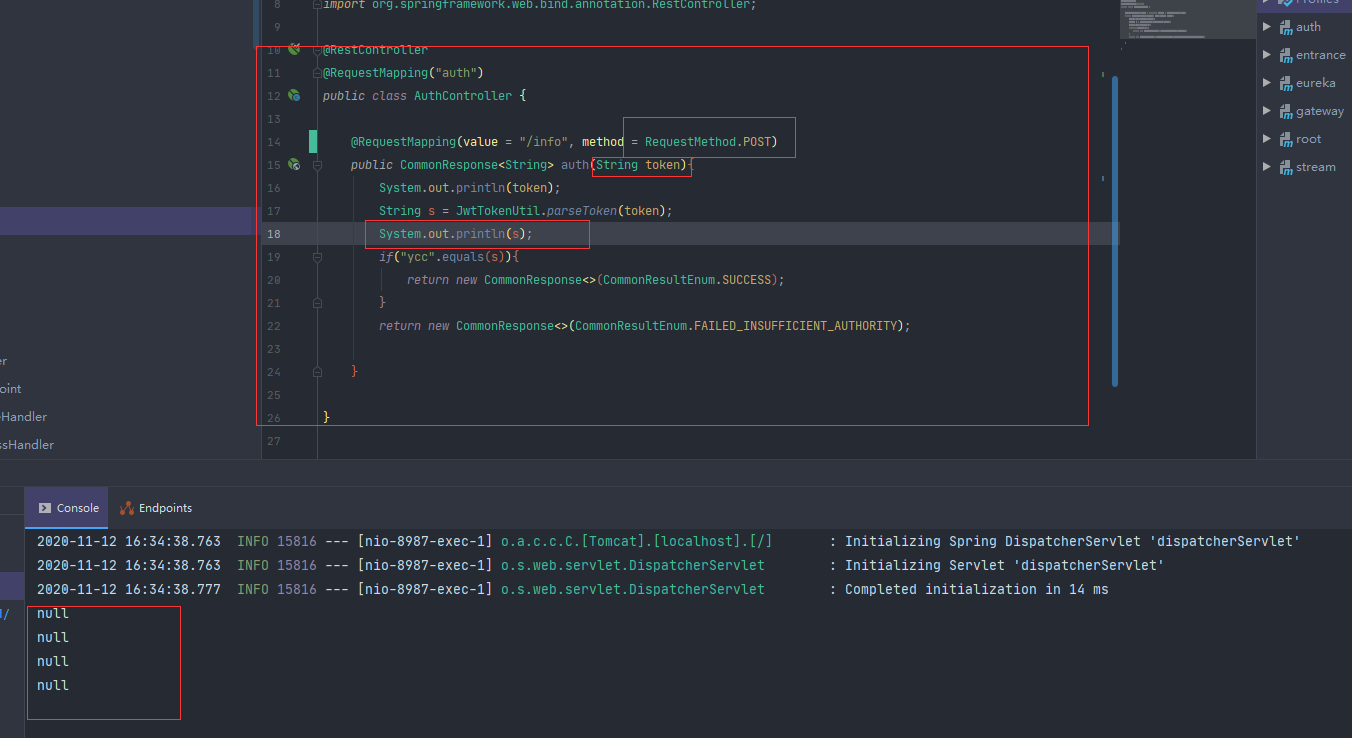 8 import org.springframework.web.bind.annotation.RestController;
9
10 @RestController
11 @RequestMapping("auth")
12 public class AuthController {
13
14 @RequestMapping(value = "/info", method = RequestMethod.POST)
15 public CommonResponse<String> auth(String token){
16 System.out.println(token);
17 String s = JwtTokenUtil.parseToken(token);
18 System.out.println(s);
19 if("ycc".equals(s)){
20 return new CommonResponse<>(CommonResultEnum.SUCCESS);
21 }
22 return new CommonResponse<>(CommonResultEnum.FAILED_INSUFFICIENT_AUTHORITY);
23
24 }
25
26 }
27
Profiles
auth
entrance
eureka
gateway
root
stream
er
oint
Handler
ssHandler
Console Endpoints
2020-11-12 16:34:38.763 INFO 15816 --- [nio-8987-exec-1] o.a.c.c.C.[Tomcat].[localhost].[/] : Initializing Spring DispatcherServlet 'dispatcherServlet'
2020-11-12 16:34:38.763 INFO 15816 --- [nio-8987-exec-1] o.s.web.servlet.DispatcherServlet : Initializing Servlet 'dispatcherServlet'
2020-11-12 16:34:38.777 INFO 15816 --- [nio-8987-exec-1] o.s.web.servlet.DispatcherServlet : Completed initialization in 14 ms
null
null
null
null